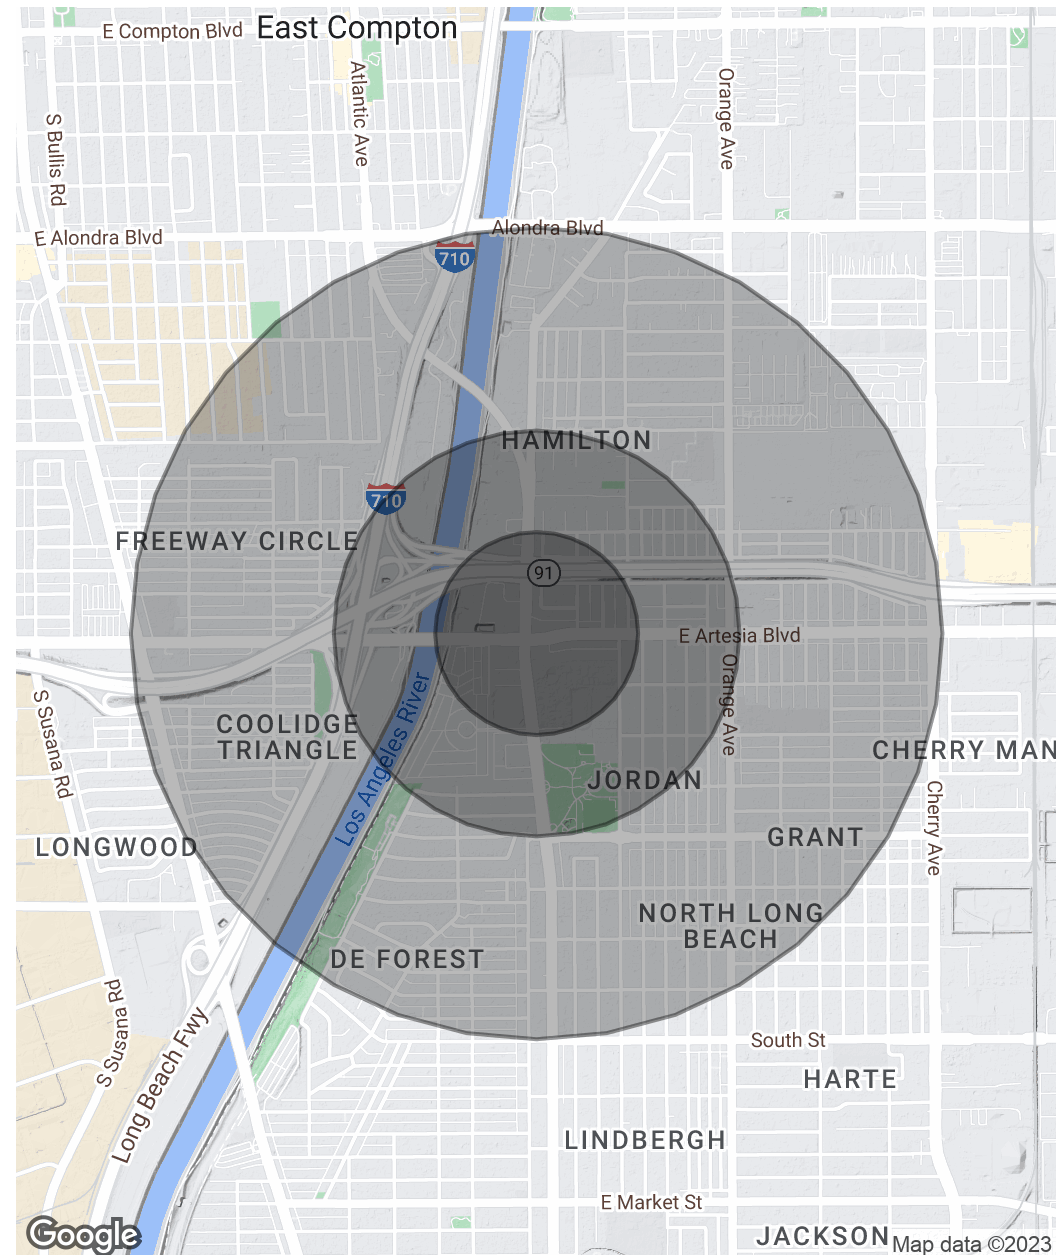 E Compton Blvd
East Compton
Atlantic Ave
Orange Ave
S Bullis Rd
Alondra Blvd
E Alondra Blvd
710
HAMILTON
710
FREEWAY CIRCLE
91
E Artesia Blvd
Orange Ave
Los Angeles River
S Susana Rd
COOLIDGE
TRIANGLE
CHERRY MAN
JORDAN
Cherry Ave
GRANT
LONGWOOD
NORTH LONG
BEACH
DE FOREST
S Susana Rd
Long Beach Fwy
South St
HARTE
LINDBERGH
E Market St
JACKSON
Google
Map data ©2023